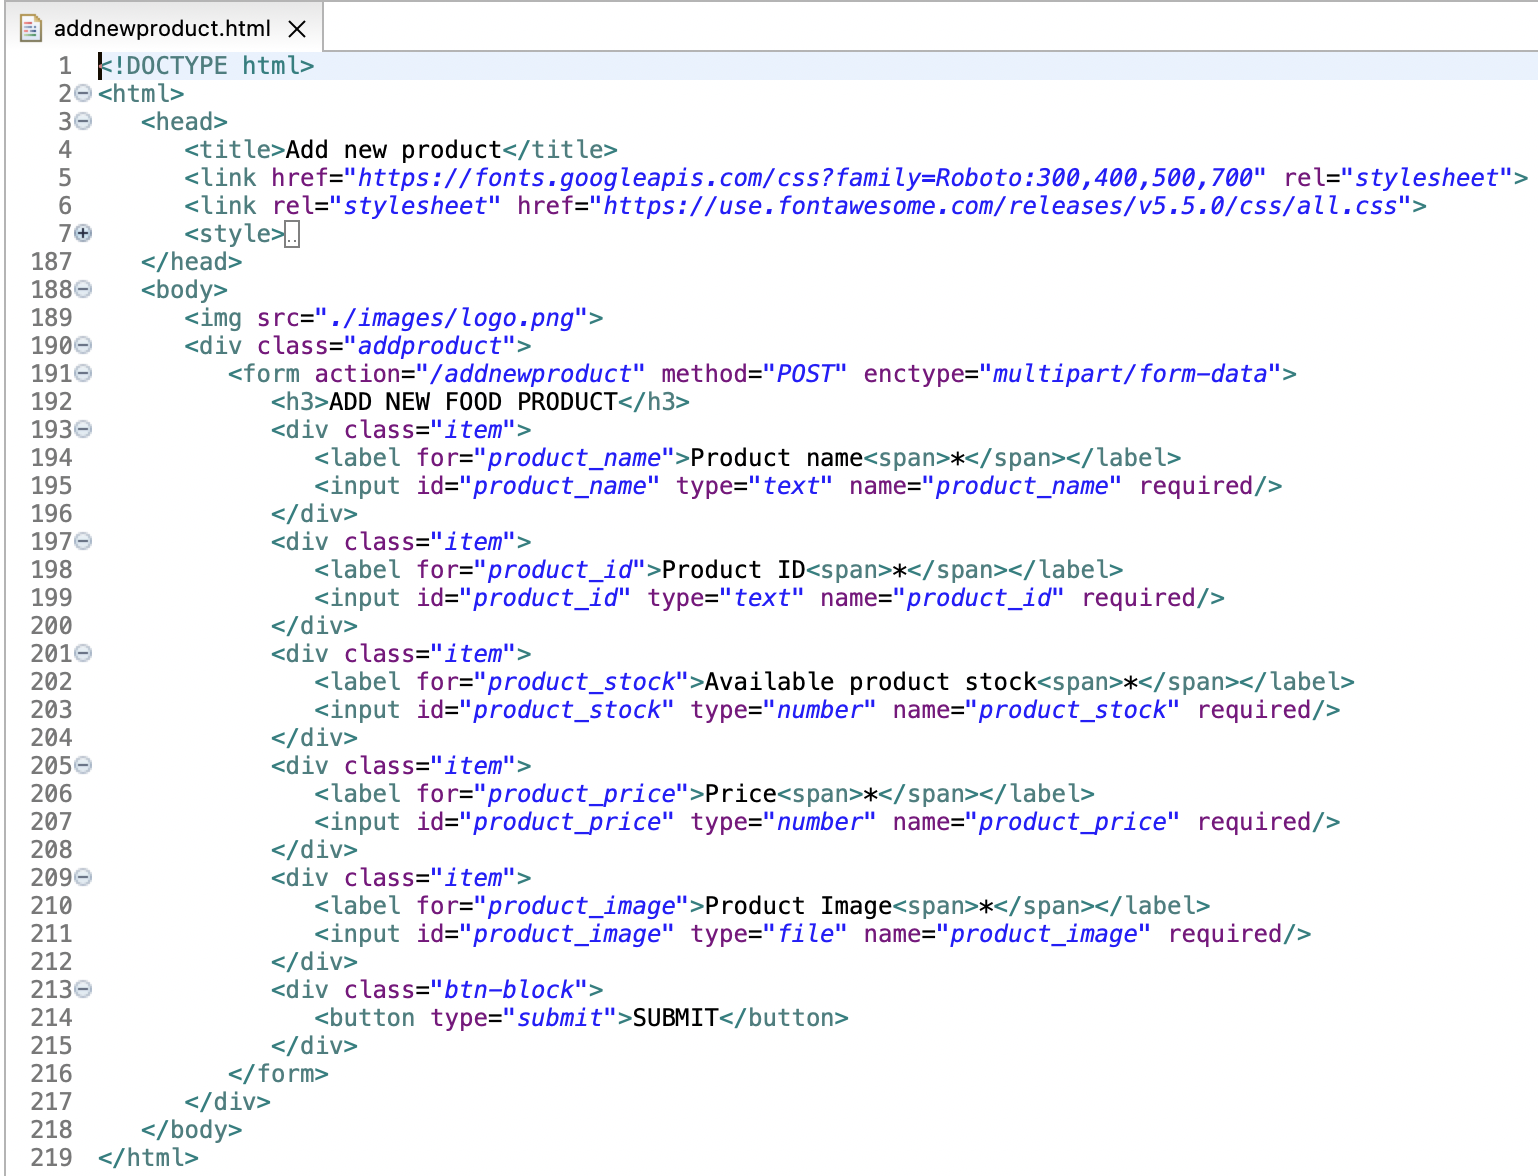 addnewproduct.html
1 <!DOCTYPE html>
2 <html>
3 <head>
4 <title>Add new product</title>
5 <link href="https://fonts.googleapis.com/css?family=Roboto:300,400,500,700" rel="stylesheet">
6 <link rel="stylesheet" href="https://use.fontawesome.com/releases/v5.5.0/css/all.css">
7 <style>..
187 </head>
188 <body>
189 <img src="./images/logo.png">
190 <div class="addproduct">
191 <form action="/addnewproduct" method="POST" enctype="multipart/form-data">
192 <h3>ADD NEW FOOD PRODUCT</h3>
193 <div class="item">
194 <label for="product_name">Product name<span>*</span></label>
195 <input id="product_name" type="text" name="product_name" required/>
196 </div>
197 <div class="item">
198 <label for="product_id">Product ID<span>*</span></label>
199 <input id="product_id" type="text" name="product_id" required/>
200 </div>
201 <div class="item">
202 <label for="product_stock">Available product stock<span>*</span></label>
203 <input id="product_stock" type="number" name="product_stock" required/>
204 </div>
205 <div class="item">
206 <label for="product_price">Price<span>*</span></label>
207 <input id="product_price" type="number" name="product_price" required/>
208 </div>
209 <div class="item">
210 <label for="product_image">Product Image<span>*</span></label>
211 <input id="product_image" type="file" name="product_image" required/>
212 </div>
213 <div class="btn-block">
214 <button type="submit">SUBMIT</button>
215 </div>
216 </form>
217 </div>
218 </body>
219 </html>